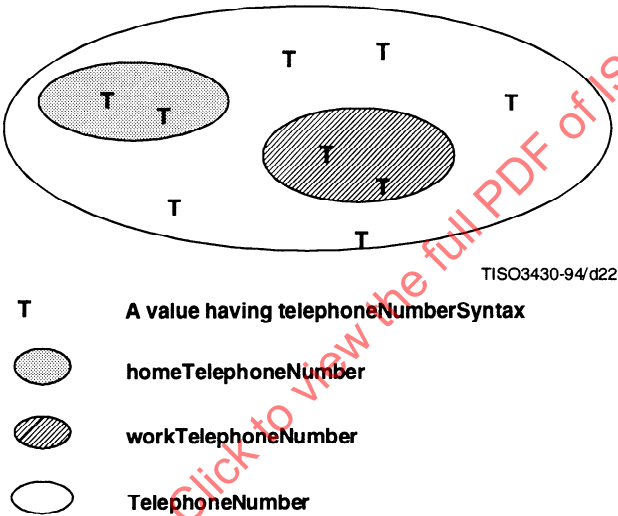 T
T
T
T
T
T
T
T
T
TISO3430-94/d22
T A value having telephoneNumberSyntax
homeTelephoneNumber
workTelephoneNumber
TelephoneNumber
Click to view the full PDF of IS